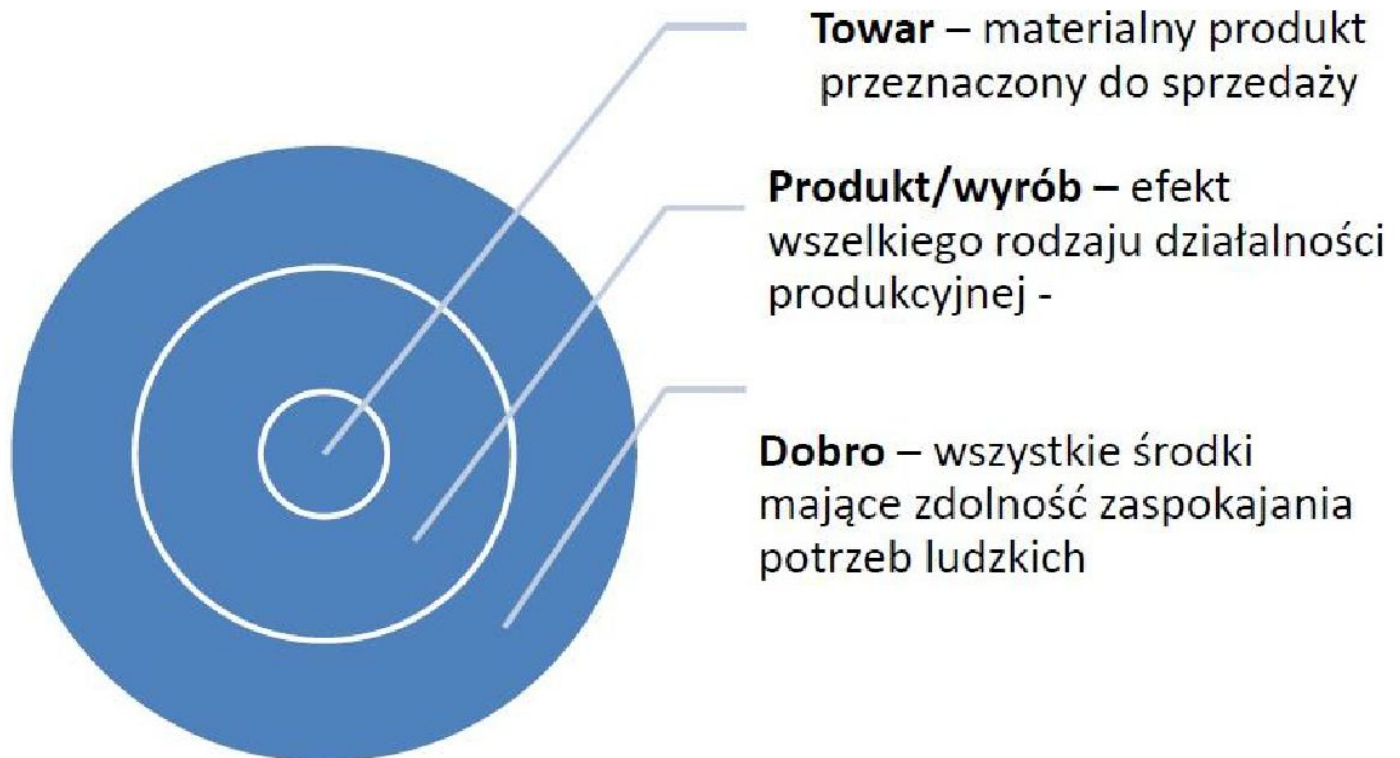 Towar – materialny produkt
przeznaczony do sprzedaży
Produkt/wyrób – efekt
wszelkiego rodzaju działalności
produkcyjnej -
Dobro – wszystkie środki
mające zdolność zaspokajania
potrzeb ludzkich